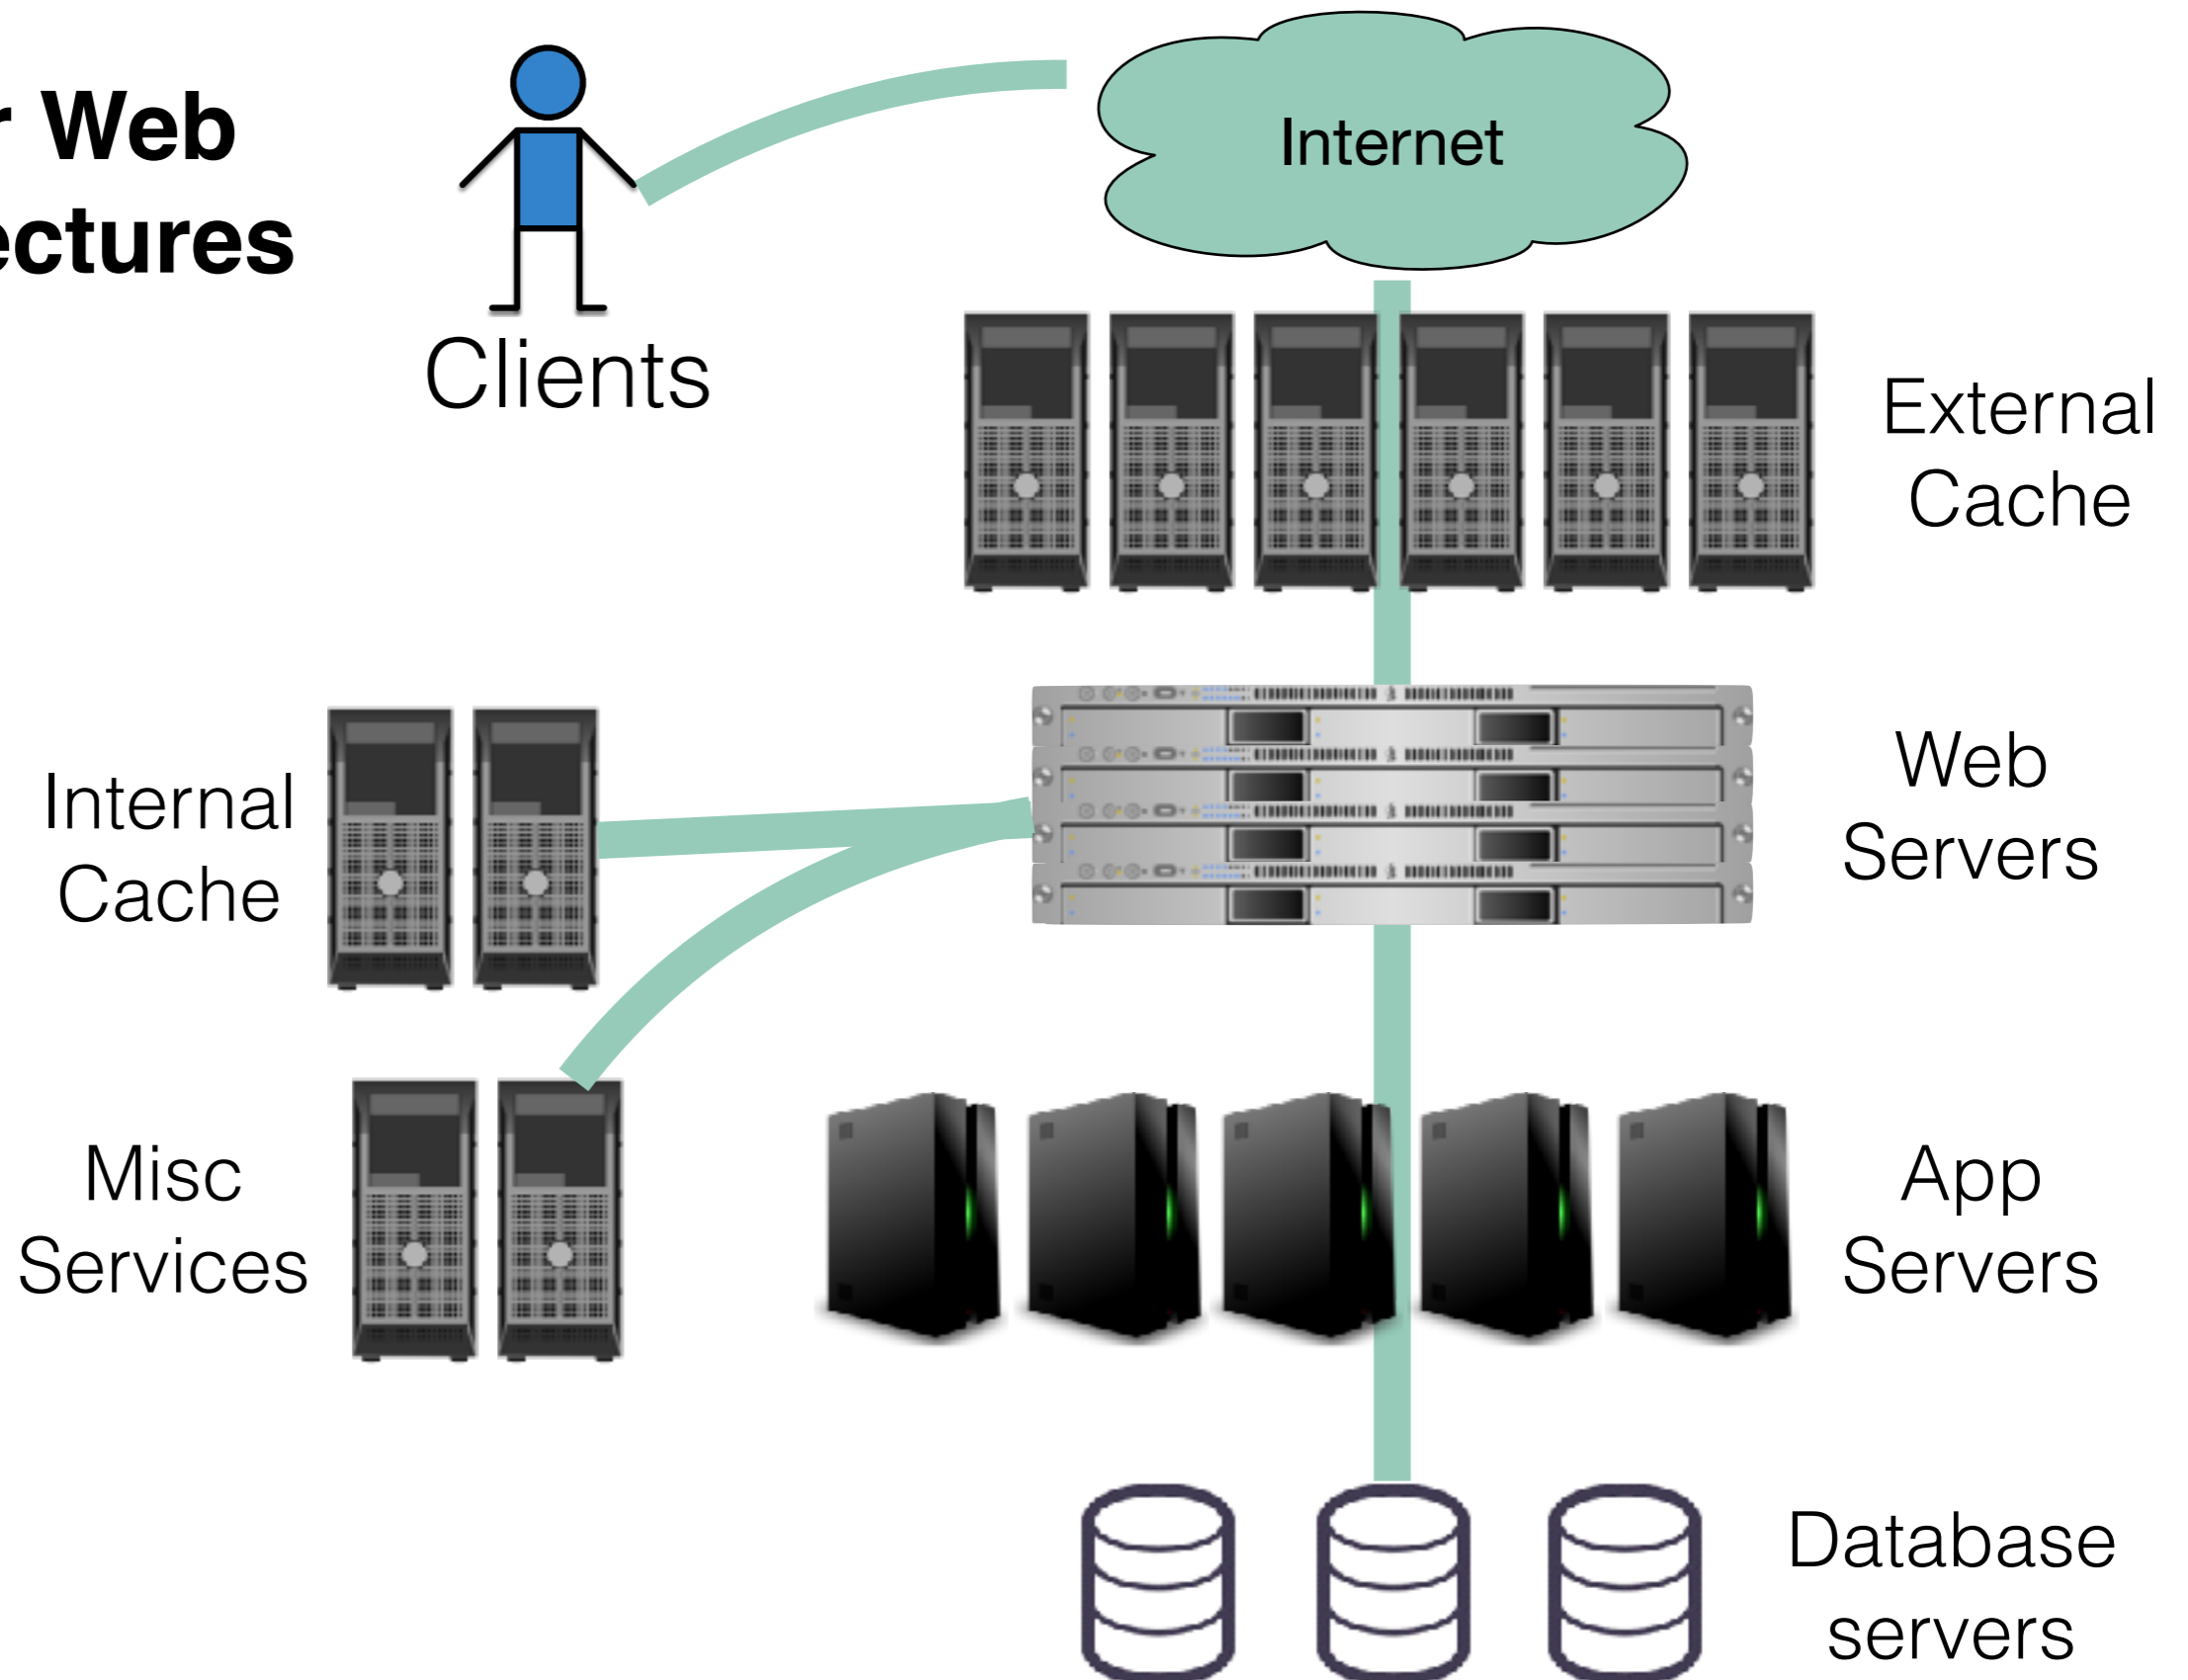 r Web
ectures
Internet
Clients
External
Cache
Internal
Cache
Web
Servers
Misc
Services
App
Servers
Database
servers